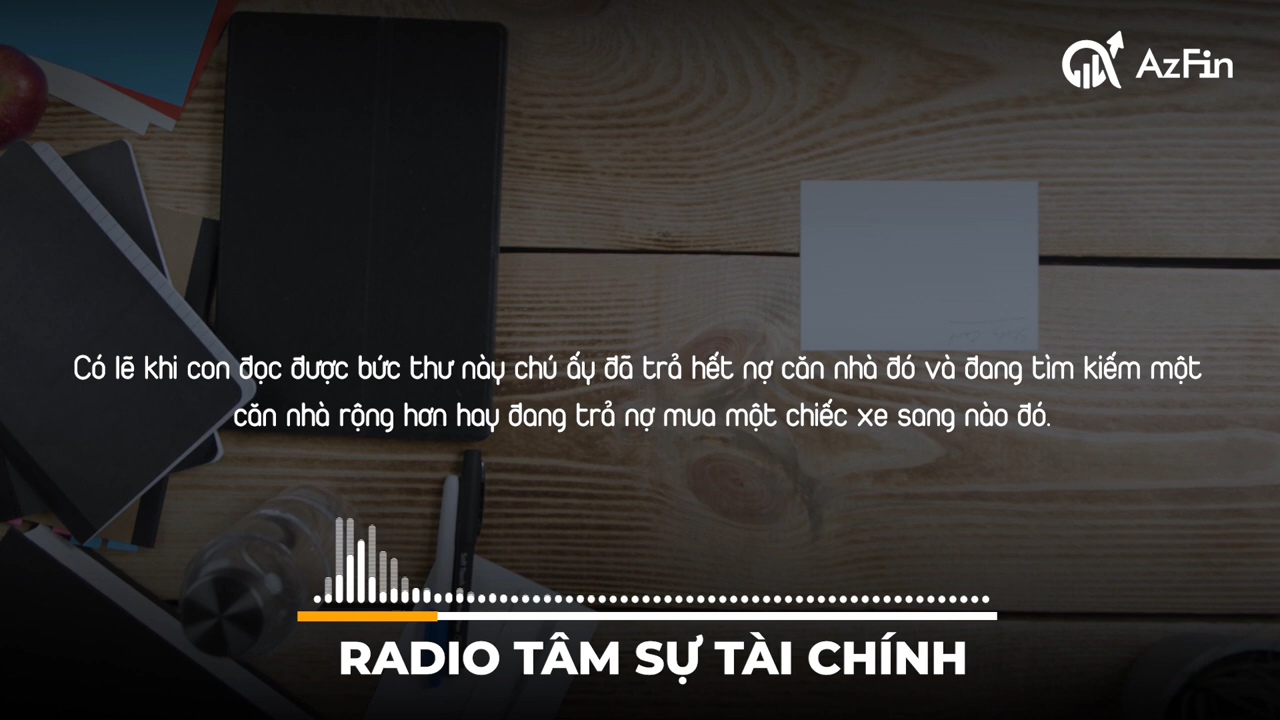 AzFin
Có lẽ khi con đọc được bức thư này chú ấy đã trả hết nợ căn nhà đó và đang tìm kiếm một
căn nhà rộng hơn hay đang trả nợ mua một chiếc xe sang nào đó.
RADIO TÂM SỰ TÀI CHÍNH